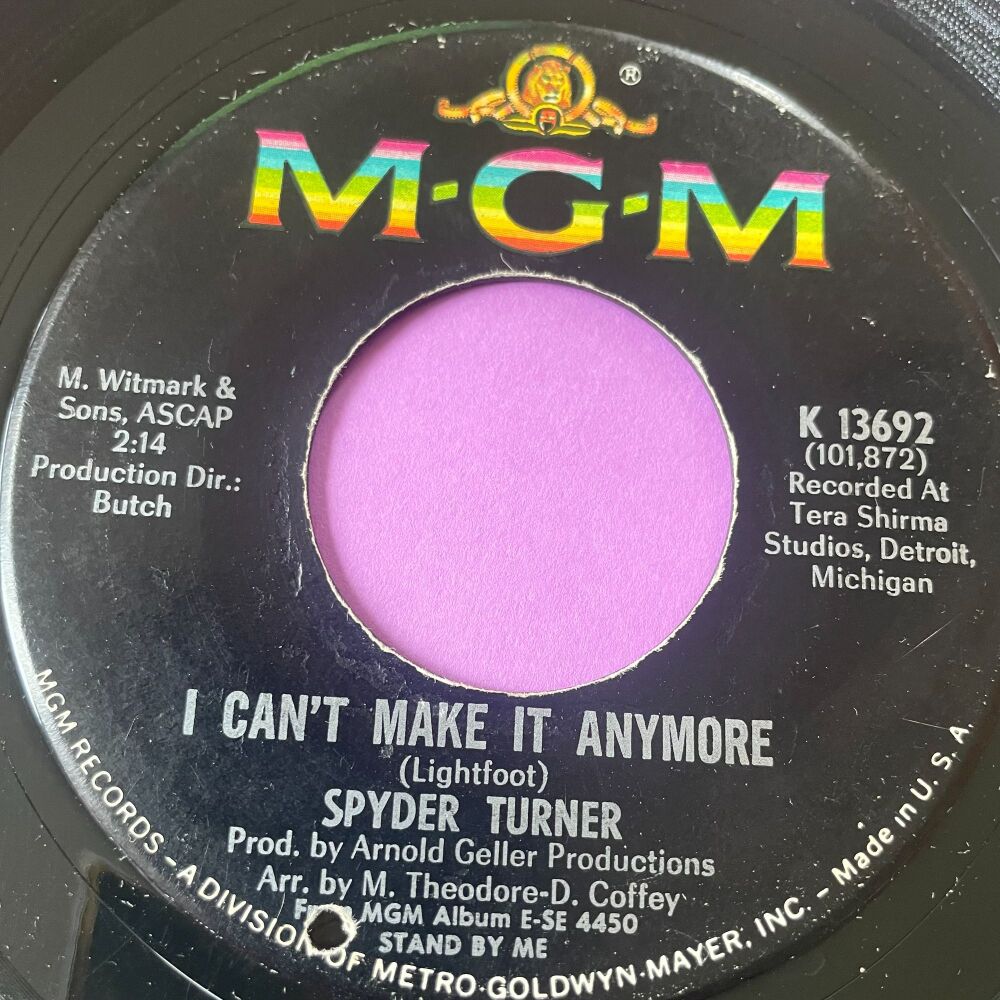 ®
M·G·M
M. Witmark &
Sons, ASCAP
2:14
Production Dir.:
Butch
K 13692
(101,872)
Recorded At
Tera Shirma
Studios, Detroit,
Michigan
I CAN'T MAKE IT ANYMORE
(Lightfoot)
SPYDER TURNER
Prod. by Arnold Geller Productions
Arr. by M. Theodore-D. Coffey
MGM Album E-SE 4450
STAND BY ME
MGM RECORDS – A DIVISION OF METRO-GOLDWYN-MAYER, INC. – Made in U. S. A.